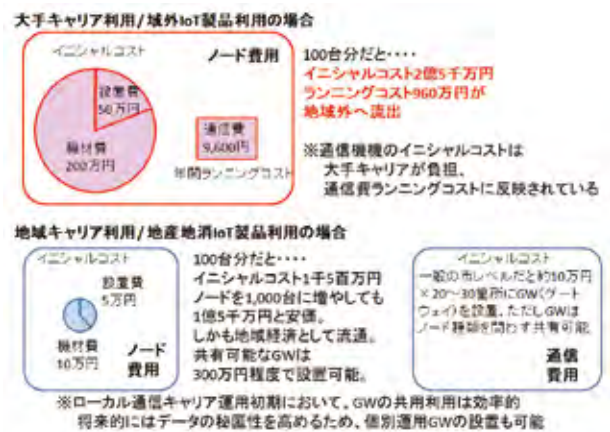 大手キャリア利用/域外IoT製品利用の場合
イニシャルコスト
ノード費用
設置費
50万円
機材費
200万円
通信費
9,600円
年間ランニングコスト
100台分だと・・・・
イニシャルコスト2億5千万円
ランニングコスト960万円が
地域外へ流出
※通信機機のイニシャルコストは
大手キャリアが負担、
通信費ランニングコストに反映されている
地域キャリア利用/地産地消IoT製品利用の場合
イニシャルコスト
設置費
5万円
機材費
10万円
ノード
費用
100台分だと・・・・
イニシャルコスト1千5百万円
ノードを1,000台に増やしても
1億5千万円と安価。
しかも地域経済として流通。
共有可能なGWは
300万円程度で設置可能。
イニシャルコスト
一般の市レベルだと約10万円
×20～30箇所にGW(ゲート
ウェイ)を設置、ただしGWは
ノード種類を問わず共有可能
通信
費用
※ローカル通信キャリア運用初期において、GWの共用利用は効率的
将来的にはデータの秘匿性を高めるため、個別運用GWの設置も可能